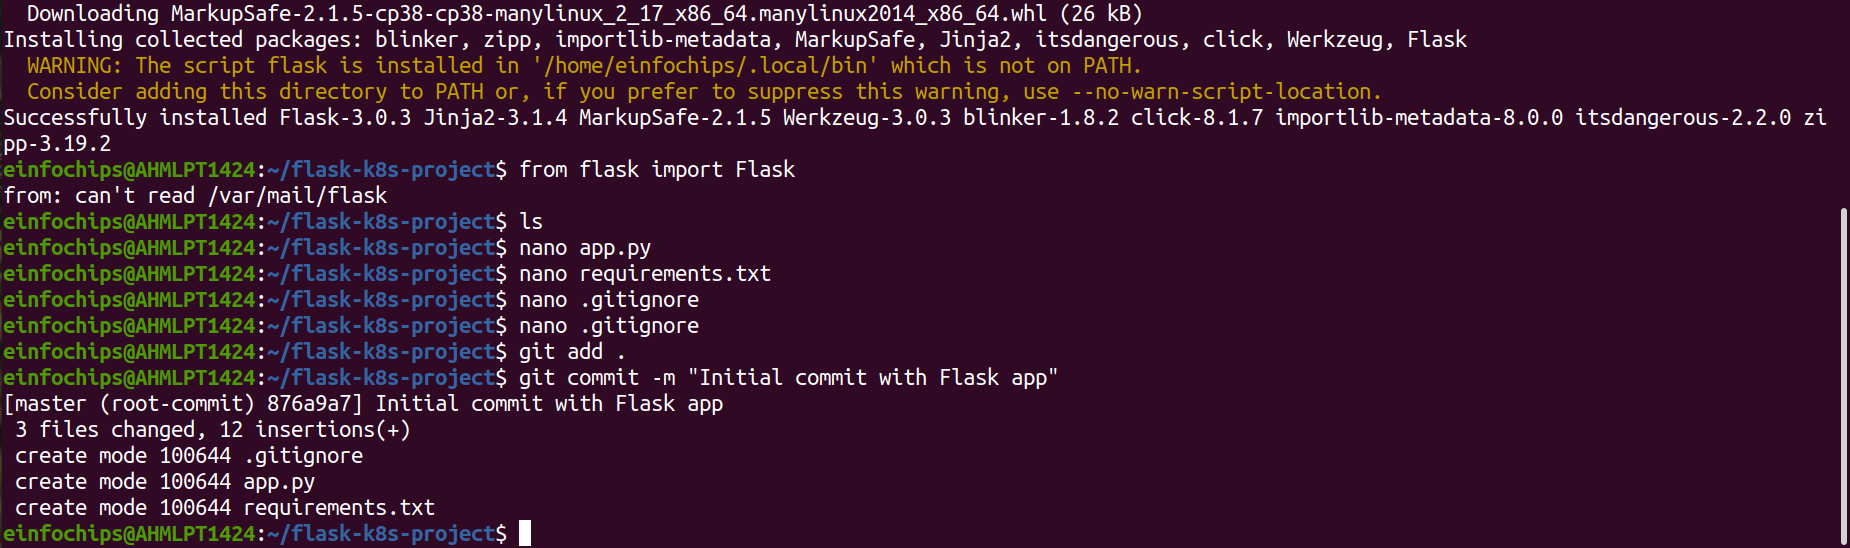 Downloading MarkupSafe-2.1.5-cp38-cp38-manylinux_2_17_x86_64.manylinux2014_x86_64.whl (26 kB)
Installing collected packages: blinker, zipp, importlib-metadata, MarkupSafe, Jinja2, itsdangerous, click, Werkzeug, Flask
WARNING: The script flask is installed in '/home/einfochips/.local/bin' which is not on PATH.
Consider adding this directory to PATH or, if you prefer to suppress this warning, use --no-warn-script-location.
Successfully installed Flask-3.0.3 Jinja2-3.1.4 MarkupSafe-2.1.5 Werkzeug-3.0.3 blinker-1.8.2 click-8.1.7 importlib-metadata-8.0.0 itsdangerous-2.2.0 zi
pp-3.19.2
einfochips@AHMLPT1424:~/flask-k8s-project$ from flask import Flask
from: can't read /var/mail/flask
einfochips@AHMLPT1424:~/flask-k8s-project$ ls
einfochips@AHMLPT1424:~/flask-k8s-project$ nano app.py
einfochips@AHMLPT1424:~/flask-k8s-project$ nano requirements.txt
einfochips@AHMLPT1424:~/flask-k8s-project$ nano .gitignore
einfochips@AHMLPT1424:~/flask-k8s-project$ nano .gitignore
einfochips@AHMLPT1424:~/flask-k8s-project$ git add .
einfochips@AHMLPT1424:~/flask-k8s-project$ git commit -m "Initial commit with Flask app"
[master (root-commit) 876a9a7] Initial commit with Flask app
3 files changed, 12 insertions(+)
create mode 100644 .gitignore
create mode 100644 app.py
create mode 100644 requirements.txt
einfochips@AHMLPT1424:~/flask-k8s-project$